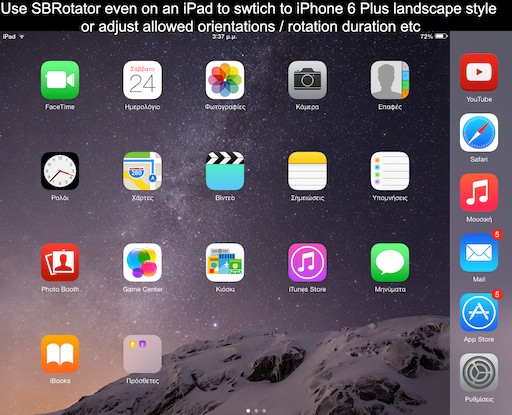 Use SBRotator even on an iPad to swtich to iPhone 6 Plus landscape style
or adjust allowed orientations / rotation duration etc
iPad
3:37 μ.μ.
72%
FaceTime
Σάββατο
24
Ημερολόγιο
Φωτογραφίες
Κάμερα
Επαφές
YouTube
Safari
Ρολόι
280
Χάρτες
Βίντεο
Σημειώσεις
Υπομνήσεις
Μουσική
5
Mail
Photo Booth
Game Center
Κιόσκι
iTunes Store
Μηνύματα
5
App Store
iBooks
Πρόσθετες
Ρυθμίσεις